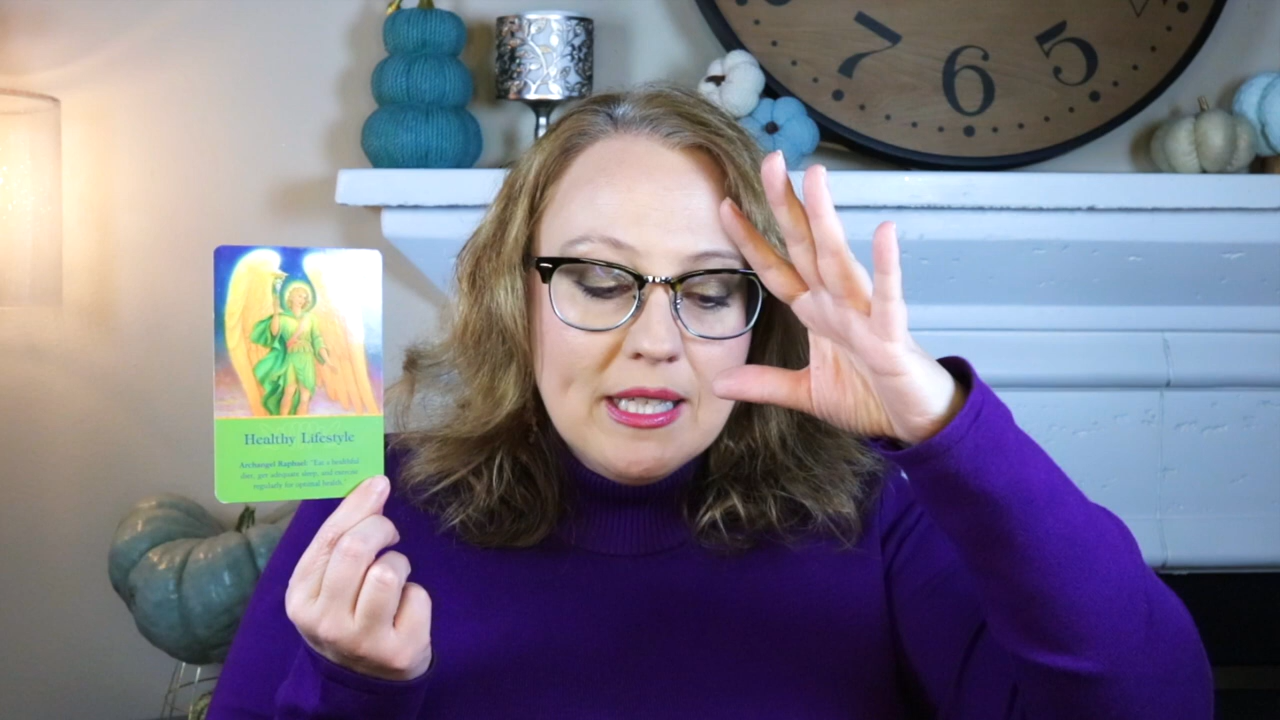 7 6 5
Healthy Lifestyle
Archangel Raphael: "Eat a healthful
diet, get adequate sleep, and exercise
regularly for optimal health."